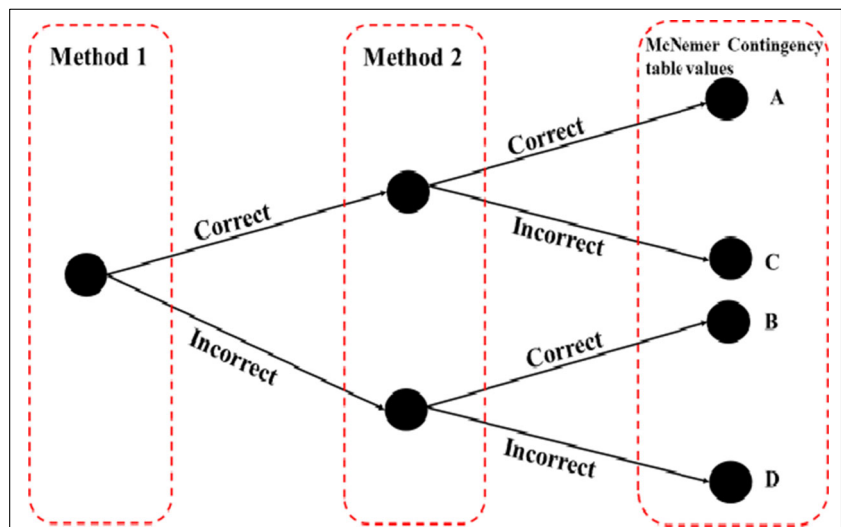 Method 1
Method 2
McNemer Contingency
table values
A
Correct
Correct
Incorrect
C
B
Incorrect
Correct
Incorrect
D